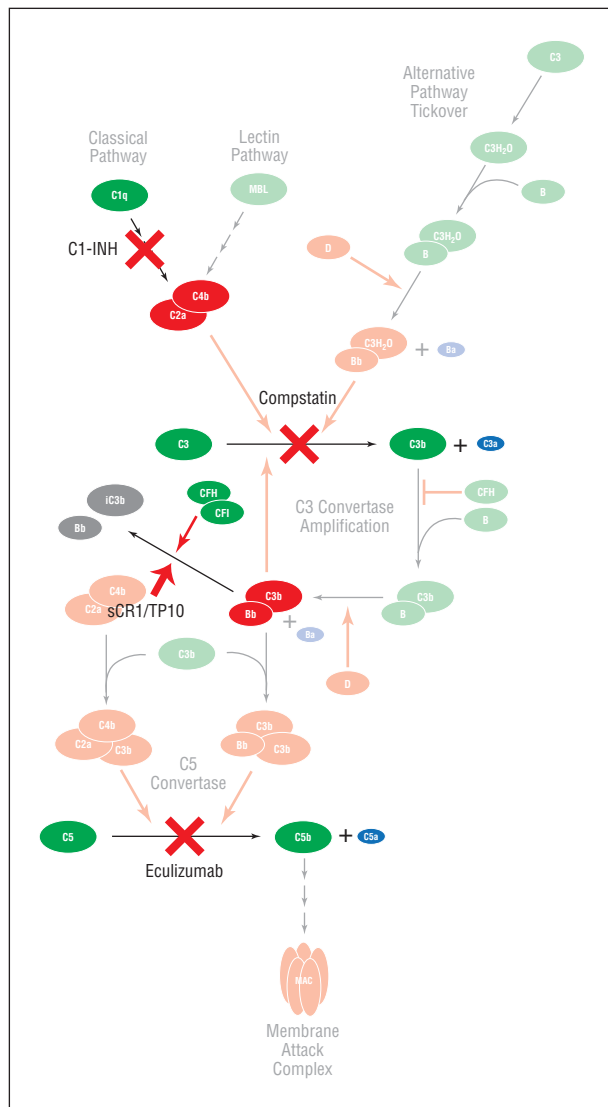 C3
Alternative
Pathway
Tickover
Classical
Pathway
Lectin
Pathway
C3H₂O
C1q
MBL
B
C1-INH
D
C3H₂O
B
C4b
C2a
C3H₂O
Bb
+
Ba
Compstatin
C3
C3b
+
C3a
iC3b
Bb
CFH
CFI
C3 Convertase
Amplification
CFH
B
C4b
C2a
sCR1/TP10
C3b
Bb
+
Ba
C3b
B
C3b
D
C4b
C2a
C3b
C3b
Bb
C3b
C5
Convertase
C5
C5b
+
C5a
Eculizumab
MAC
Membrane
Attack
Complex